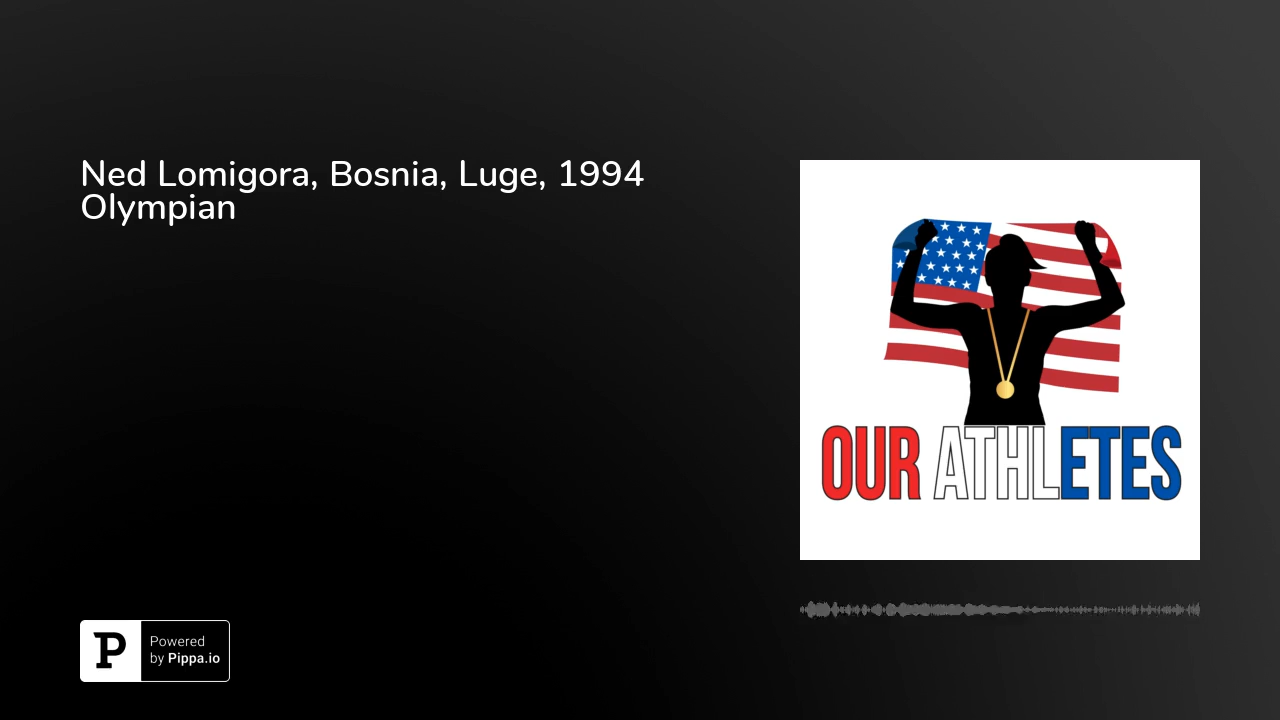 Ned Lomigora, Bosnia, Luge, 1994
Olympian
OUR ATHLETES
P
Powered
by Pippa.io